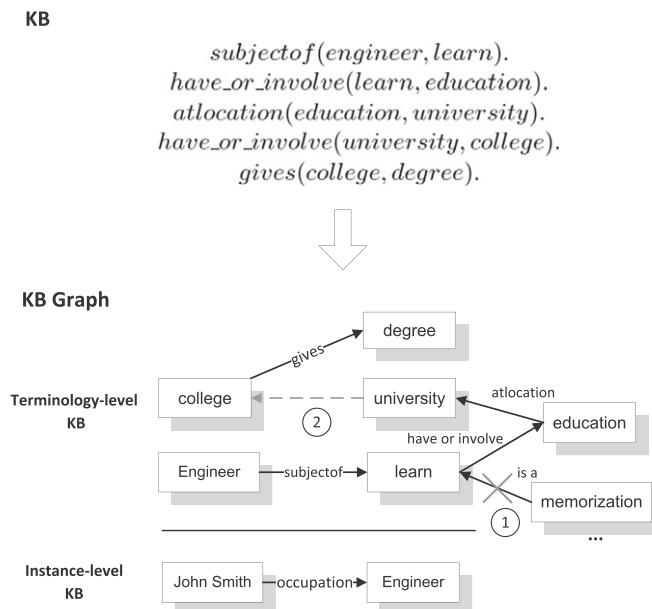 KB
subjectof(engineer, learn).
have_or_involve(learn, education).
atlocation(education, university).
have_or_involve(university, college).
gives(college, degree).
KB Graph
degree
gives
Terminology-level
KB
college
university
atlocation
education
2
have or involve
Engineer
subjectof
learn
is a
memorization
1
...
Instance-level
KB
John Smith
occupation
Engineer